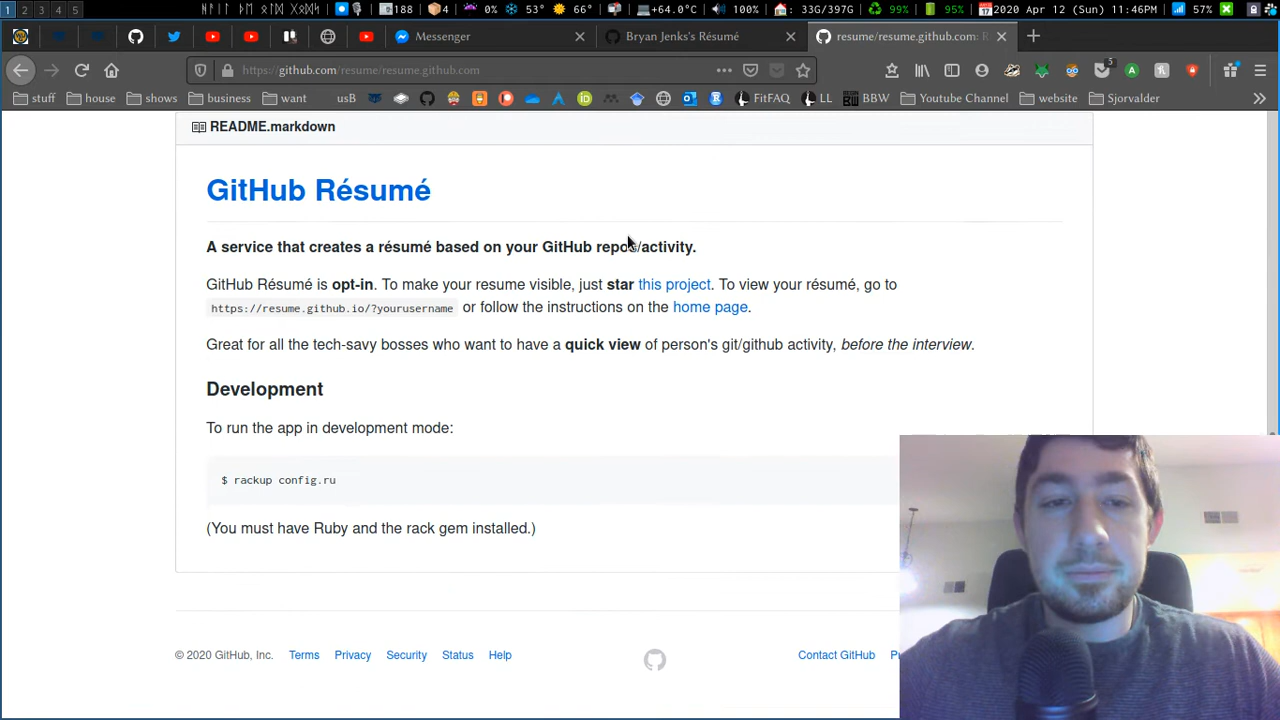 1 2 3 4 5 188 4 0% 53° 66° +64.0°C 100% : 33G/397G 99% 95% 2020 Apr 12 (Sun) 11:46PM 57%
Messenger Bryan Jenks's Résumé resume/resume.github.com: R
https://github.com/resume/resume.github.com 5
stuff house shows business want usB FitFAQ LL BBW Youtube Channel website Sjorvalder
README.markdown
GitHub Résumé
A service that creates a résumé based on your GitHub repos/activity.
GitHub Résumé is opt-in. To make your resume visible, just star this project. To view your résumé, go to
https://resume.github.io/?yourusername or follow the instructions on the home page.
Great for all the tech-savy bosses who want to have a quick view of person's git/github activity, before the interview.
Development
To run the app in development mode:
$ rackup config.ru
(You must have Ruby and the rack gem installed.)
© 2020 GitHub, Inc. Terms Privacy Security Status Help Contact GitHub